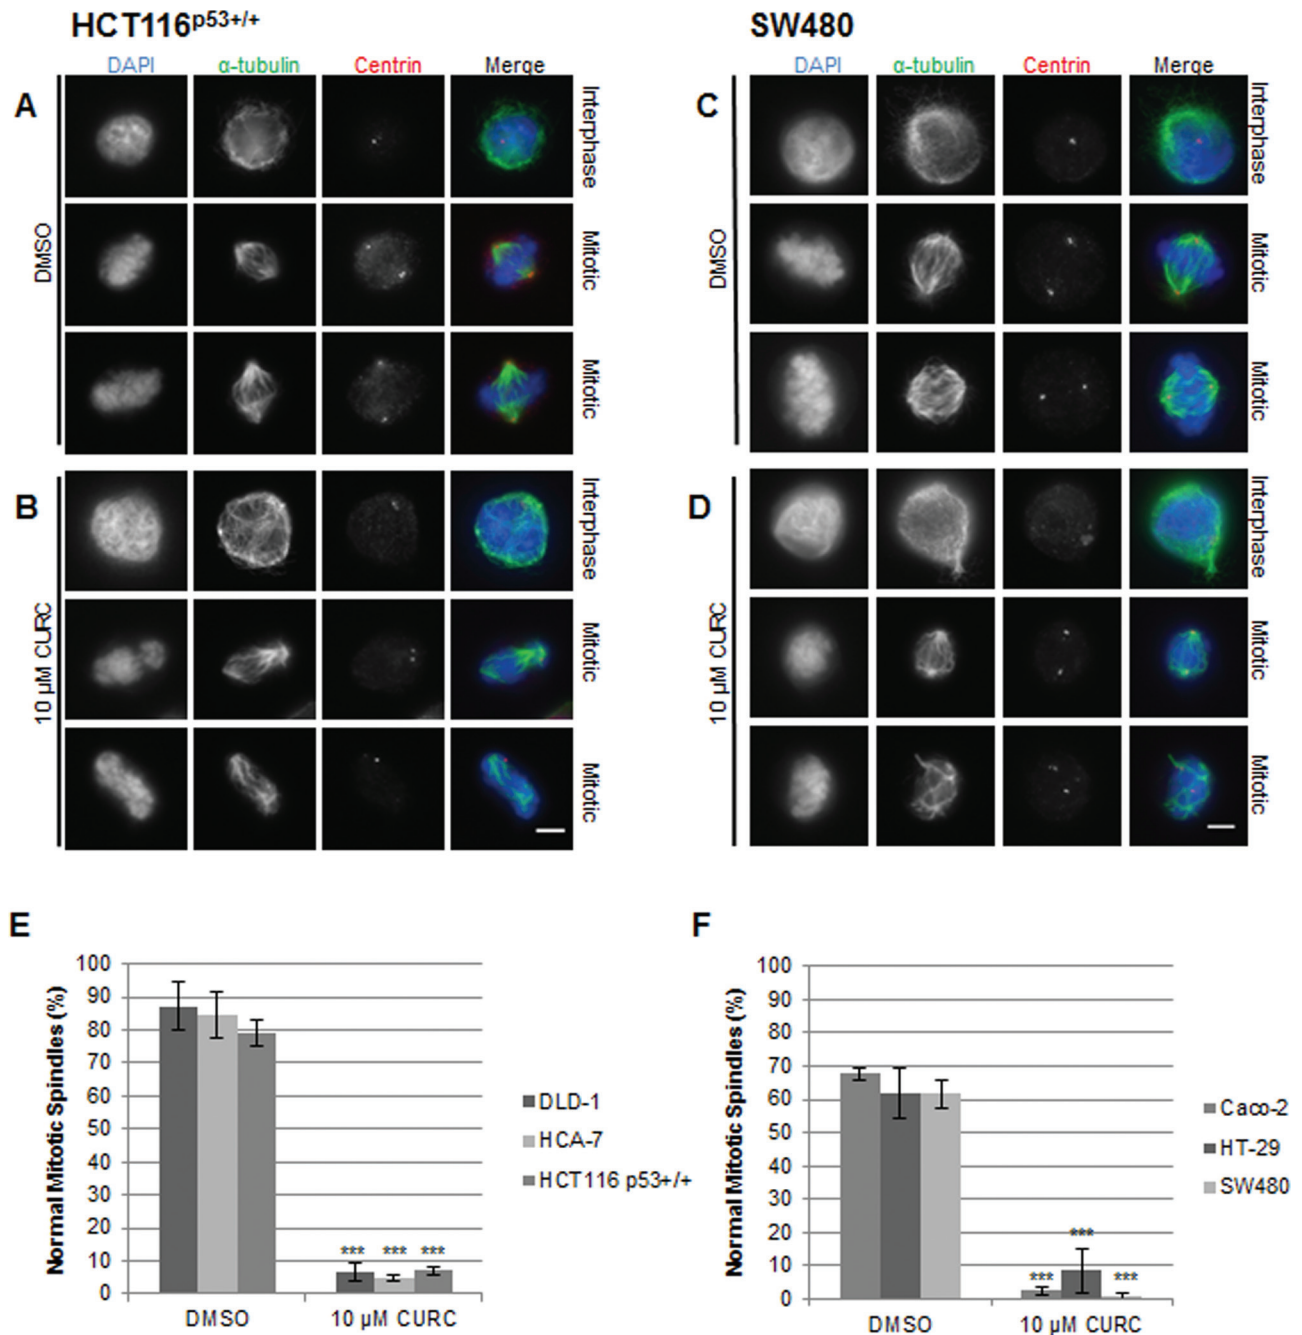 HCT116p53+/+
SW480
DAPI α-tubulin Centrin Merge
DAPI α-tubulin Centrin Merge
A
DMSO
Interphase
Mitotic
Mitotic
C
DMSO
Interphase
Mitotic
Mitotic
B
10 µM CURC
Interphase
Mitotic
Mitotic
D
10 µM CURC
Interphase
Mitotic
Mitotic
E
Normal Mitotic Spindles (%)
100
90
80
70
60
50
40
30
20
10
0
*** *** ***
DMSO 10 µM CURC
DLD-1
HCA-7
HCT116 p53+/+
F
Normal Mitotic Spindles (%)
100
90
80
70
60
50
40
30
20
10
0
*** *** ***
DMSO 10 µM CURC
Caco-2
HT-29
SW480